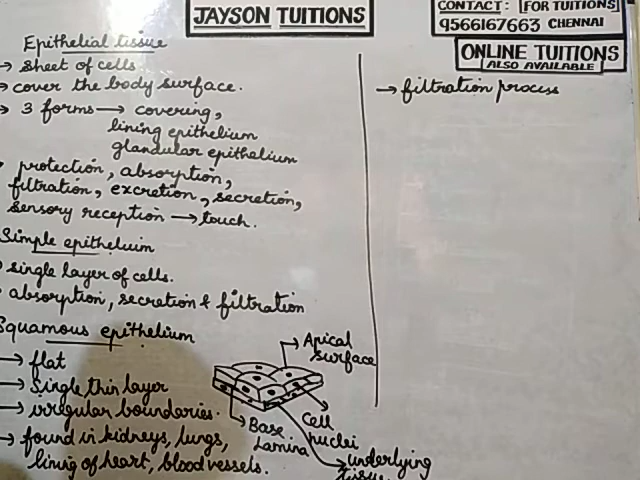 JAYSON TUITIONS
CONTACT: FOR TUITIONS
9566167663 CHENNAI
ONLINE TUITIONS
ALSO AVAILABLE
Epithelial tissue
→ sheet of cells.
→ cover the body surface.
→ 3 forms → covering,
lining epithelium
glandular epithelium
protection, absorption,
filtration, excretion, secretion,
sensory reception → touch.
Simple epitheluim
single layer of cells.
absorption, secretion & filtration
Squamous epithelium
→ flat
→ Single thin layer
→ irregular boundaries.
→ found in kidneys, lungs,
lining of heart, blood vessels.
Apical
surface
Cell
nuclei
Base
Lamina
underlying
tissue
→ filtration process